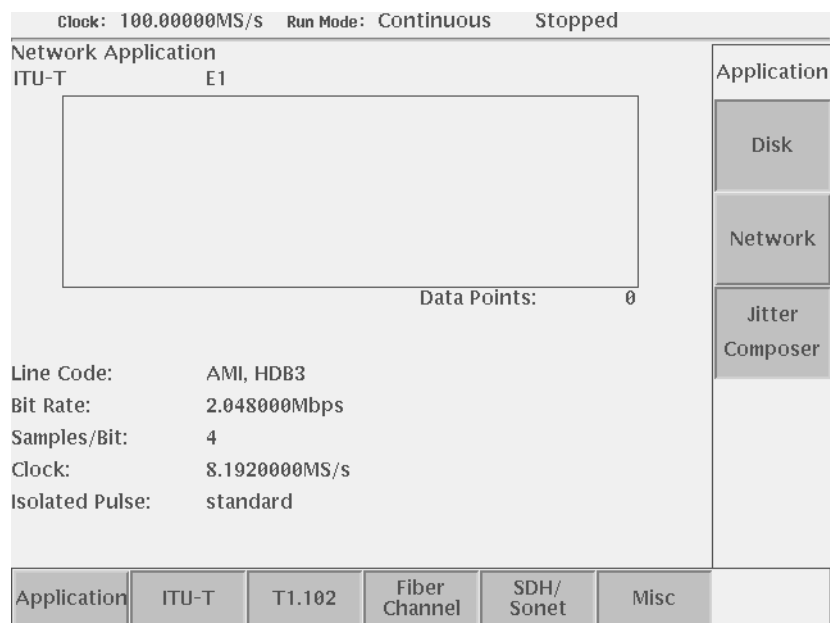 Clock: 100.00000MS/s Run Mode: Continuous Stopped
Network Application
ITU-T E1
Data Points: 0
Line Code: AMI, HDB3
Bit Rate: 2.048000Mbps
Samples/Bit: 4
Clock: 8.1920000MS/s
Isolated Pulse: standard
Application
Disk
Network
Jitter
Composer
Application ITU-T T1.102 Fiber Channel SDH/ Sonet Misc